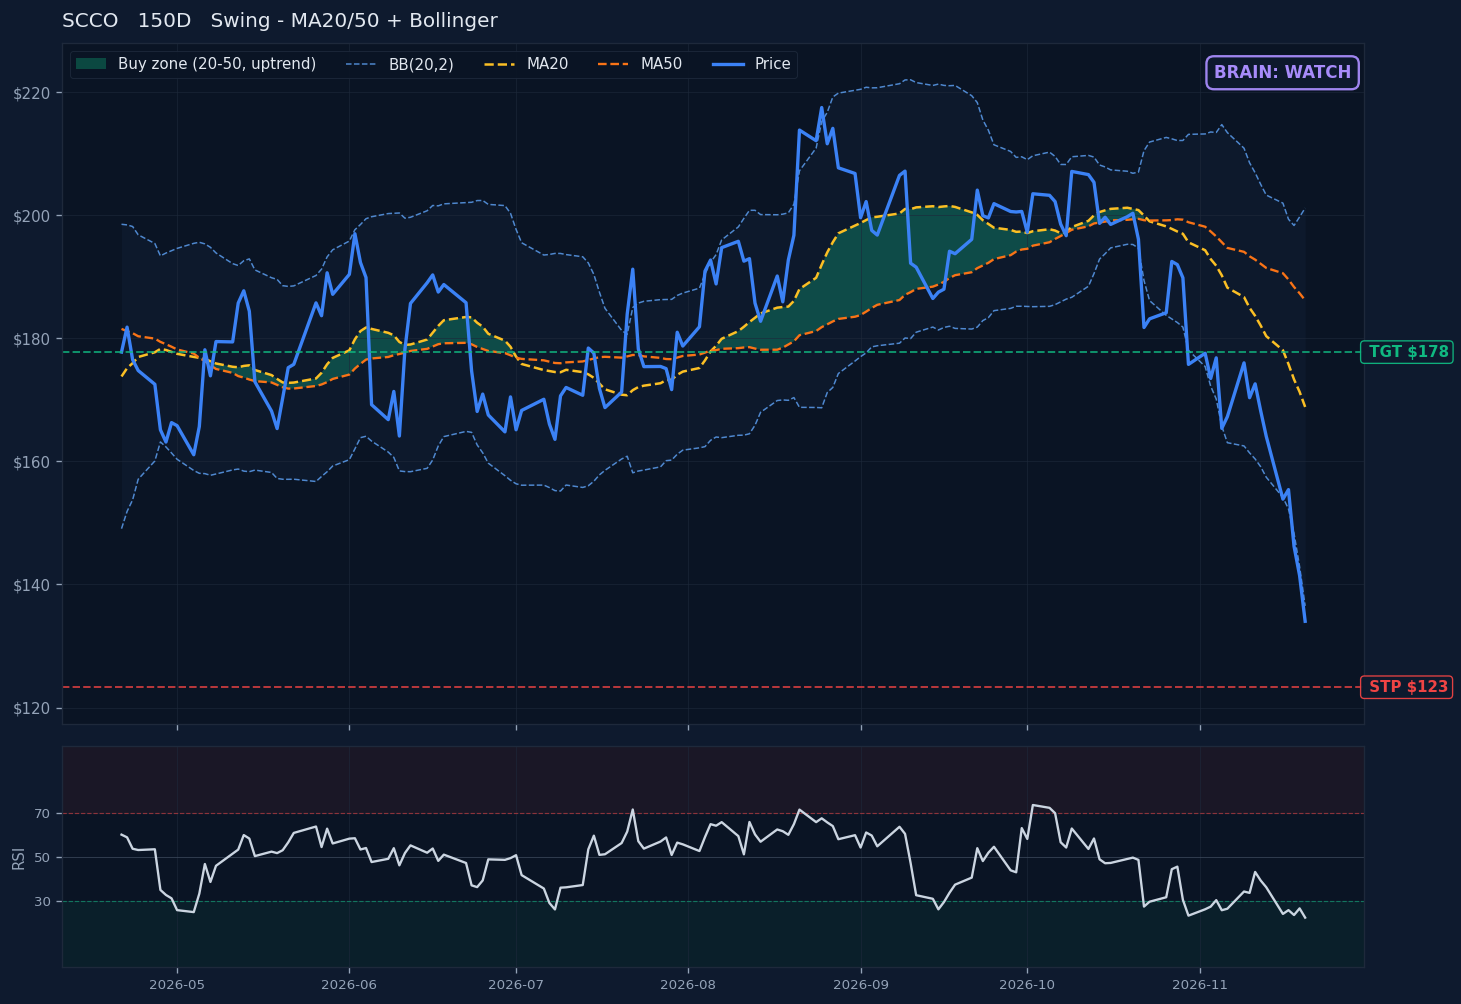 SCCO   150D   Swing - MA20/50 + Bollinger
Buy zone (20-50, uptrend)   BB(20,2)   MA20   MA50   Price
BRAIN: WATCH
$220
$200
$180
TGT $178
$160
$140
STP $123
$120
70
50
30
RSI
2026-05   2026-06   2026-07   2026-08   2026-09   2026-10   2026-11